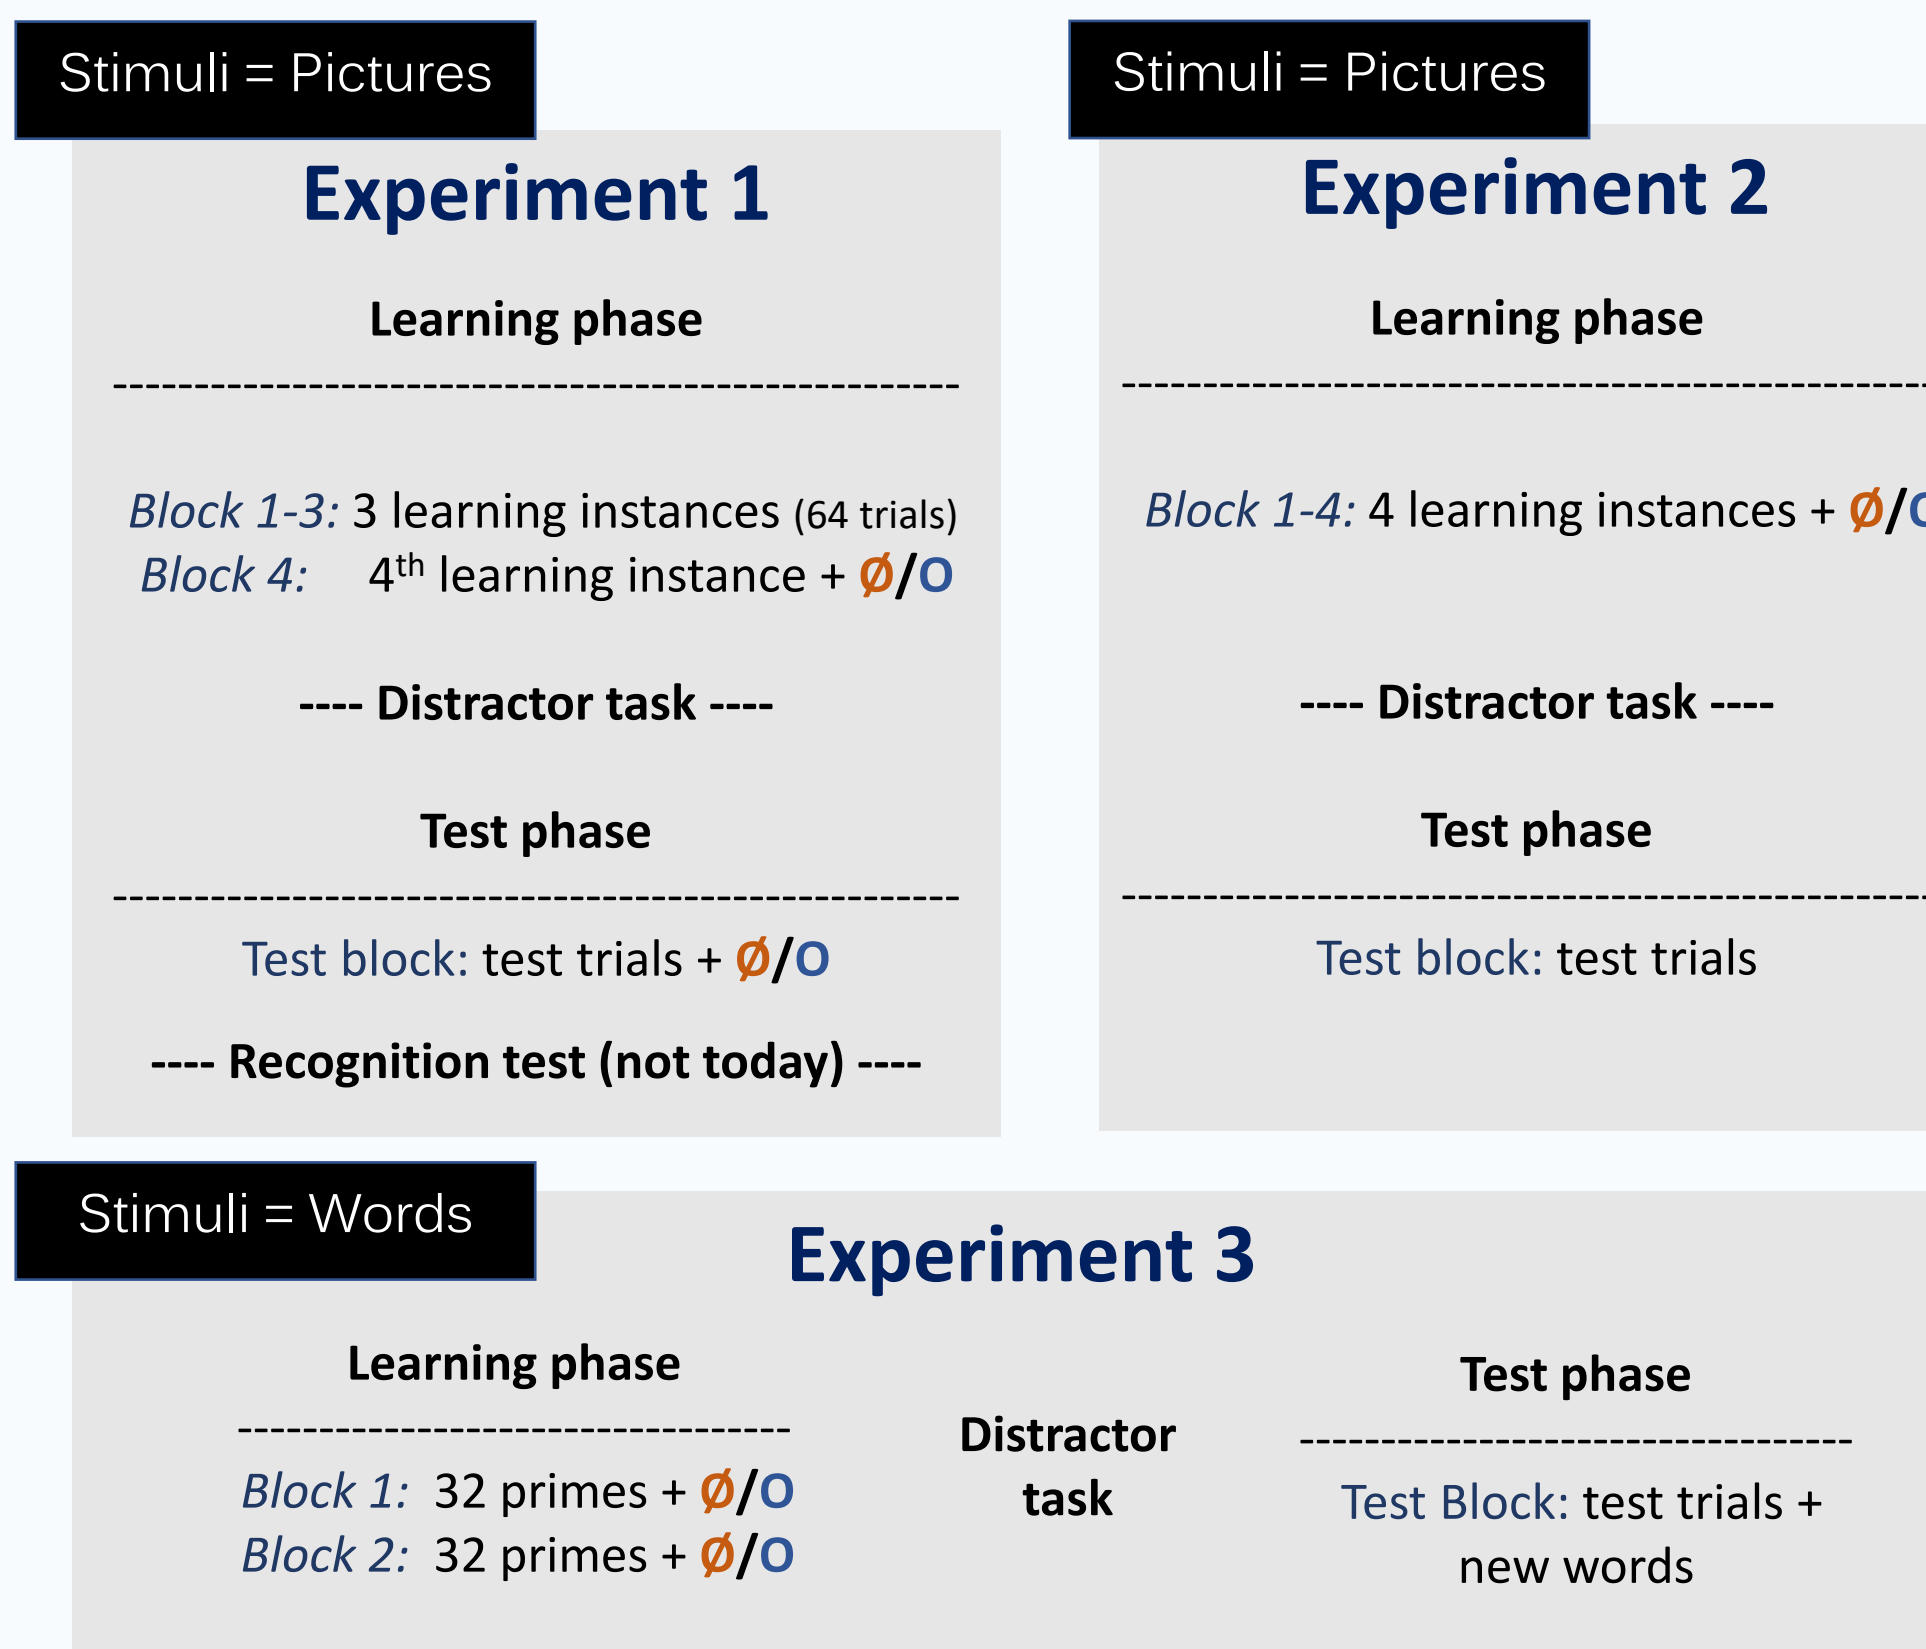 Stimuli = Pictures
Experiment 1
Learning phase
--------------------------------------------------
Block 1-3: 3 learning instances (64 trials)
Block 4: 4th learning instance + Ø/O
---- Distractor task ----
Test phase
--------------------------------------------------
Test block: test trials + Ø/O
---- Recognition test (not today) ----
Stimuli = Pictures
Experiment 2
Learning phase
--------------------------------------------------
Block 1-4: 4 learning instances + Ø/O
---- Distractor task ----
Test phase
--------------------------------------------------
Test block: test trials
Stimuli = Words
Experiment 3
Learning phase
----------------------------------
Block 1: 32 primes + Ø/O
Block 2: 32 primes + Ø/O
Distractor
task
Test phase
----------------------------------
Test Block: test trials +
new words